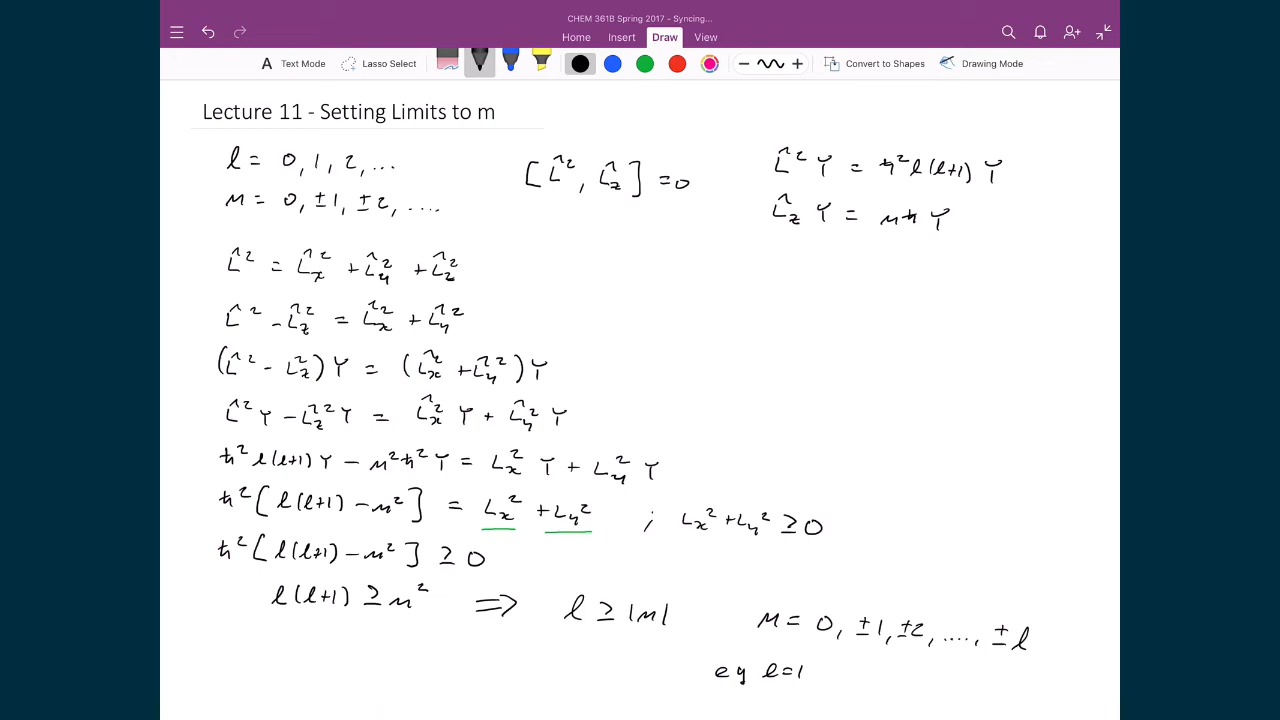 CHEM 361B Spring 2017 - Syncing...
Home Insert Draw View
A Text Mode Lasso Select Convert to Shapes Drawing Mode
Lecture 11 - Setting Limits to m
l = 0, 1, 2, ...
[L̂², L̂z] = 0
L̂² Y = ħ² l(l+1) Y
m = 0, ±1, ±2, ....
L̂z Y = mħ Y
L̂² = L̂x² + L̂y² + L̂z²
L̂² - L̂z² = L̂x² + L̂y²
(L̂² - L̂z²) Y = (L̂x² + L̂y²) Y
L̂² Y - L̂z² Y = L̂x² Y + L̂y² Y
ħ² l(l+1) Y - m²ħ² Y = Lx² Y + Ly² Y
ħ² [l(l+1) - m²] = Lx² + Ly² ; Lx² + Ly² ≥ 0
ħ² [l(l+1) - m²] ≥ 0
l(l+1) ≥ m² ⇒ l ≥ |m|
m = 0, ±1, ±2, ...., ± l
eg l=1